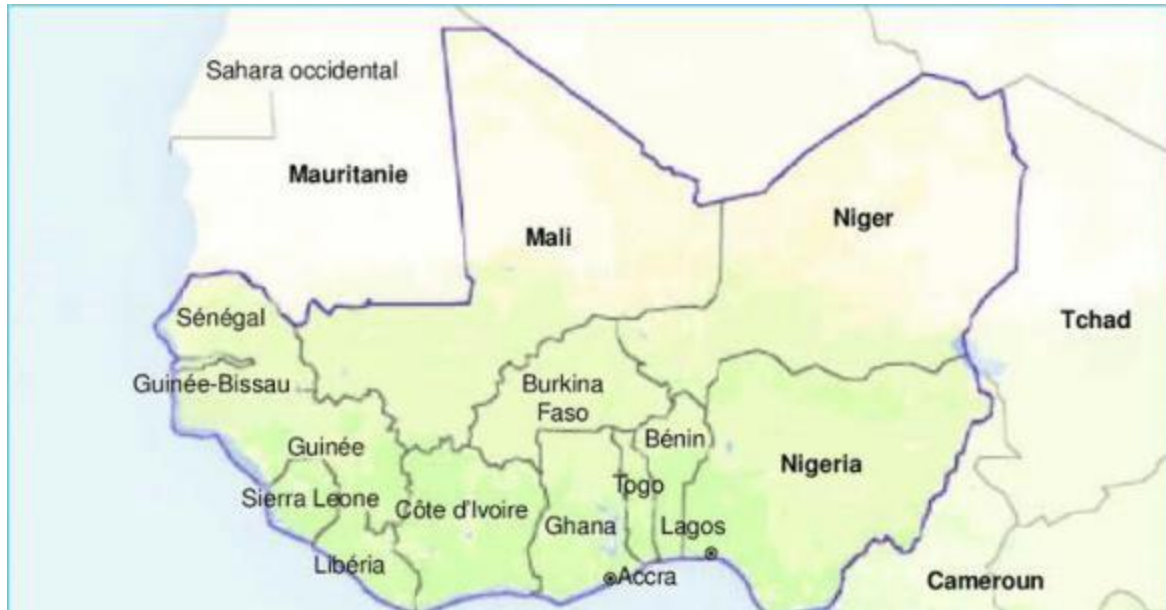 Sahara occidental
Mauritanie
Niger
Mali
Sénégal
Tchad
Guinée-Bissau
Burkina
Faso
Bénin
Guinée
Nigeria
Togo
Sierra Leone
Côte d'Ivoire
Ghana
Lagos
Libéria
Accra
Cameroun